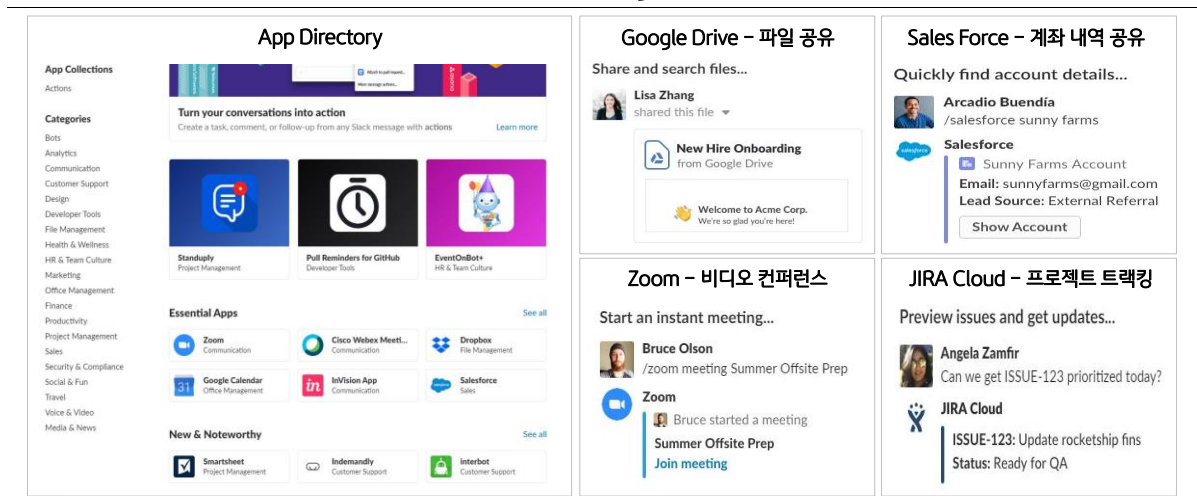 App Directory
App Collections
Actions
Categories
Bots
Analytics
Communication
Customer Support
Design
Developer Tools
File Management
Health & Wellness
HR & Team Culture
Marketing
Office Management
Finance
Productivity
Project Management
Sales
Security & Compliance
Social & Fun
Travel
Voice & Video
Media & News
Turn your conversations into action
Create a task, comment, or follow-up from any Slack message with actions
Learn more
Standuply
Project Management
Pull Reminders for GitHub
Developer Tools
EventOnBot+
HR & Team Culture
Essential Apps
See all
Zoom
Communication
Cisco Webex Meeti...
Communication
Dropbox
File Management
31
Google Calendar
Office Management
in
InVision App
Communication
salesforce
Salesforce
Sales
New & Noteworthy
See all
Smartsheet
Project Management
Indemandly
Customer Support
interbot
Customer Support
Google Drive – 파일 공유
Share and search files...
Lisa Zhang
shared this file
New Hire Onboarding
from Google Drive
Welcome to Acme Corp.
We're so glad you're here!
Sales Force – 계좌 내역 공유
Quickly find account details...
Arcadio Buendía
/salesforce sunny farms
salesforce
Salesforce
Sunny Farms Account
Email: sunnyfarms@gmail.com
Lead Source: External Referral
Show Account
Zoom – 비디오 컨퍼런스
Start an instant meeting...
Bruce Olson
/zoom meeting Summer Offsite Prep
Zoom
Bruce started a meeting
Summer Offsite Prep
Join meeting
JIRA Cloud – 프로젝트 트랙킹
Preview issues and get updates...
Angela Zamfir
Can we get ISSUE-123 prioritized today?
JIRA Cloud
ISSUE-123: Update rocketship fins
Status: Ready for QA